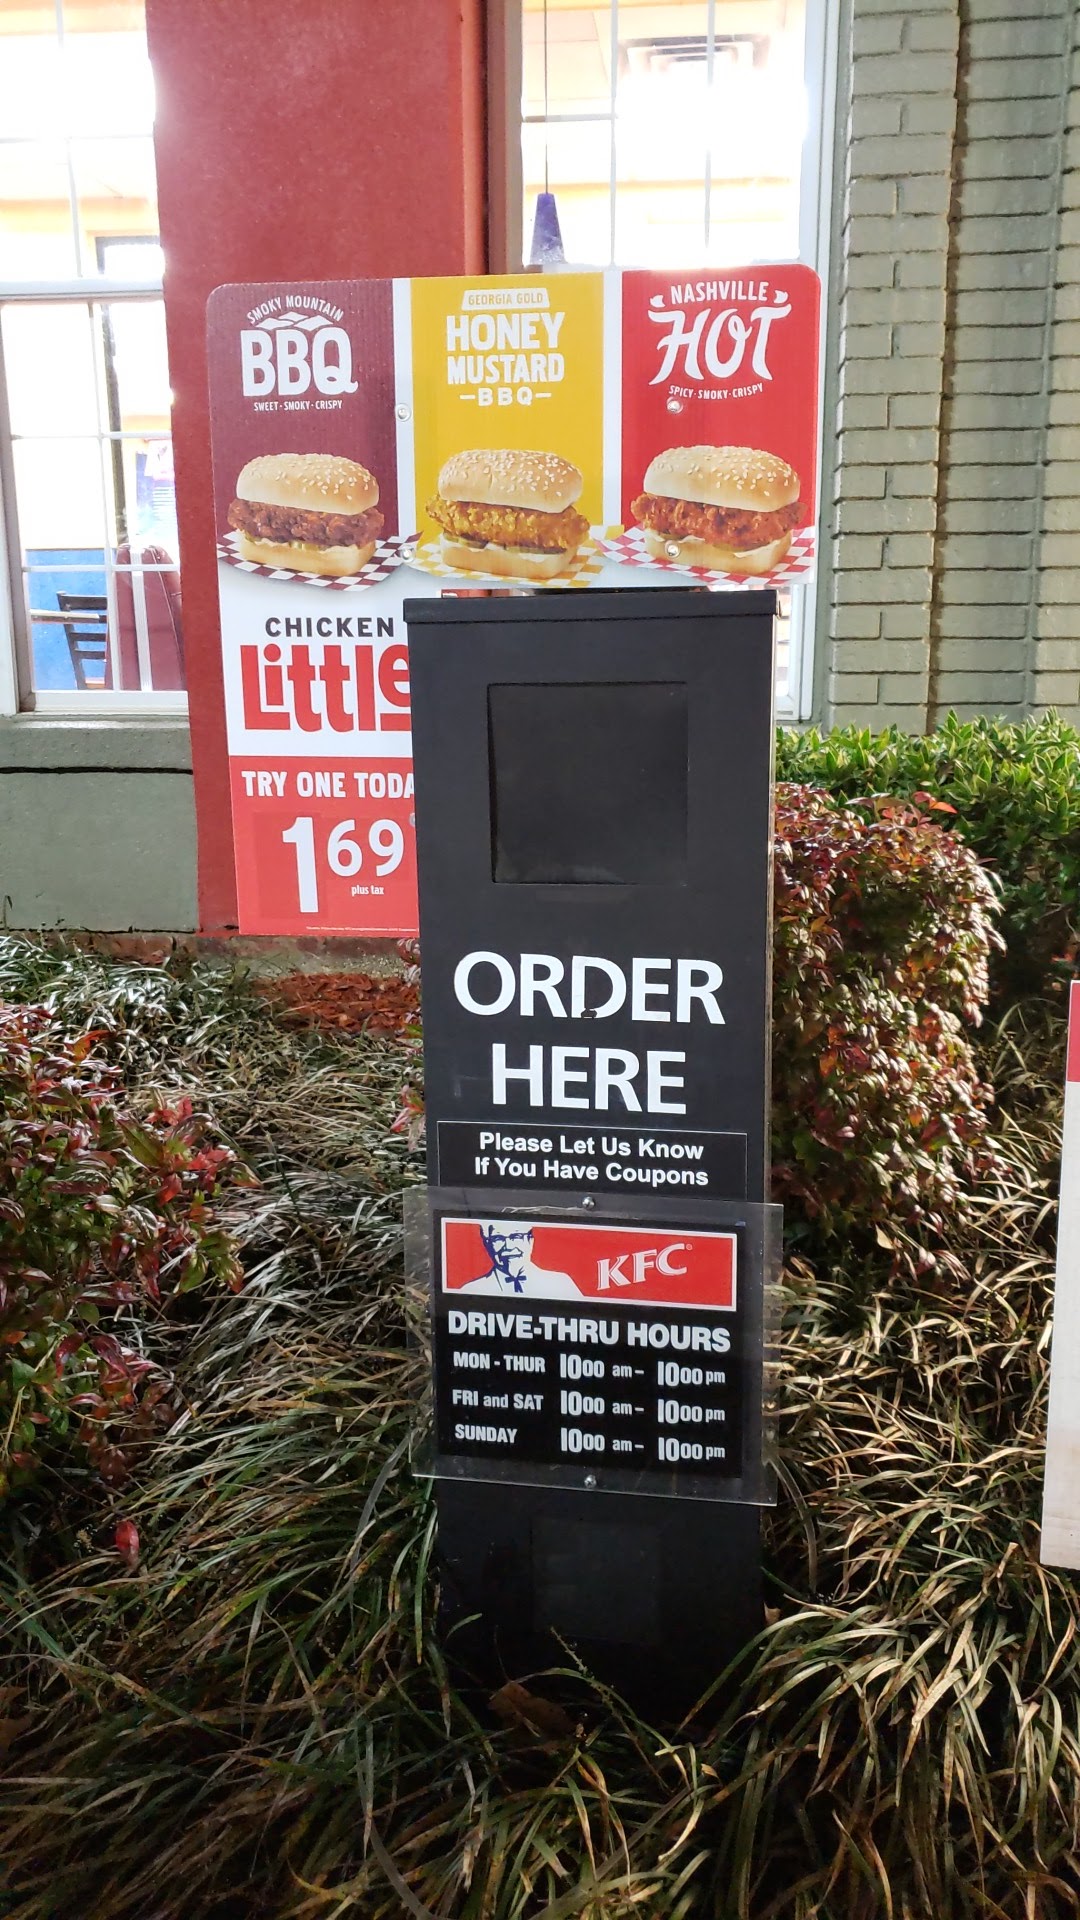 SMOKY MOUNTAIN
BBQ
SWEET-SMOKY-CRISPY
GEORGIA GOLD
HONEY
MUSTARD
-BBQ-
NASHVILLE
HOT
SPICY-SMOKY-CRISPY
CHICKEN
Little
TRY ONE TODA
1 69
plus tax
ORDER
HERE
Please Let Us Know
If You Have Coupons
KFC
DRIVE-THRU HOURS
MON - THUR 1000 am - 1000 pm
FRI and SAT 1000 am - 1000 pm
SUNDAY 1000 am - 1000 pm